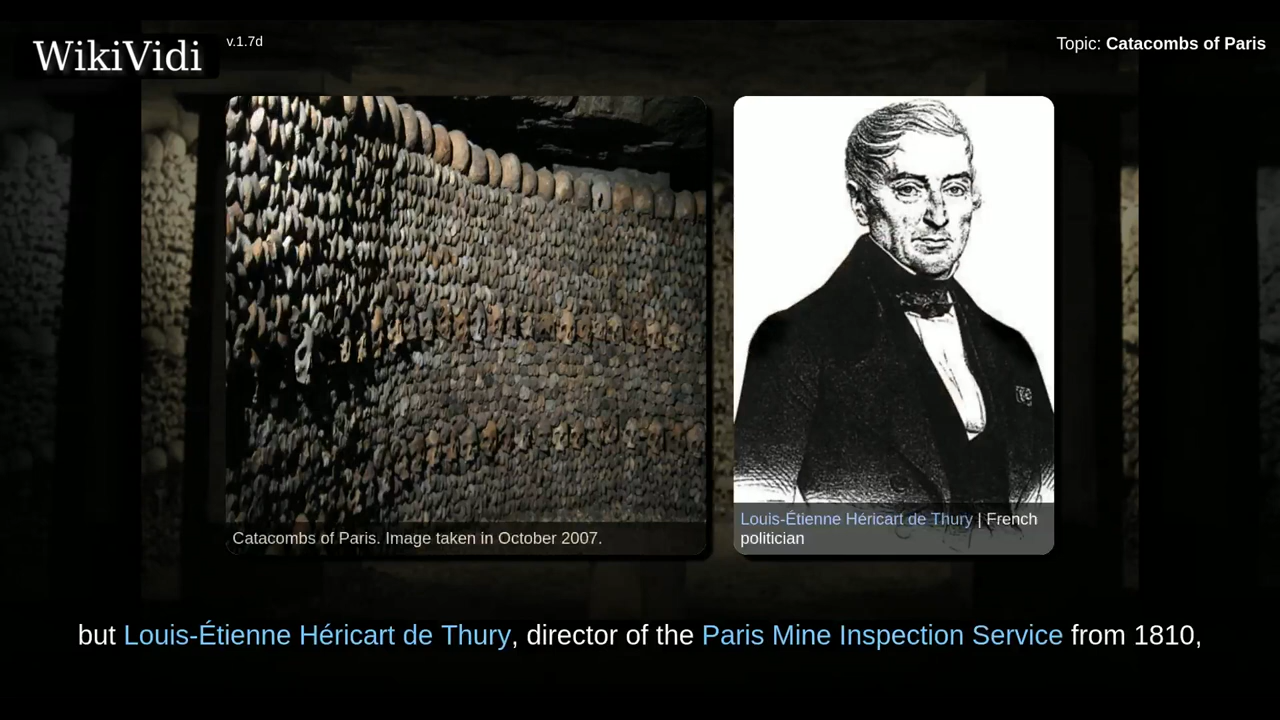 WikiVidi
v.1.7d
Topic: Catacombs of Paris
Catacombs of Paris. Image taken in October 2007.
Louis-Étienne Héricart de Thury | French
politician
but Louis-Étienne Héricart de Thury, director of the Paris Mine Inspection Service from 1810,